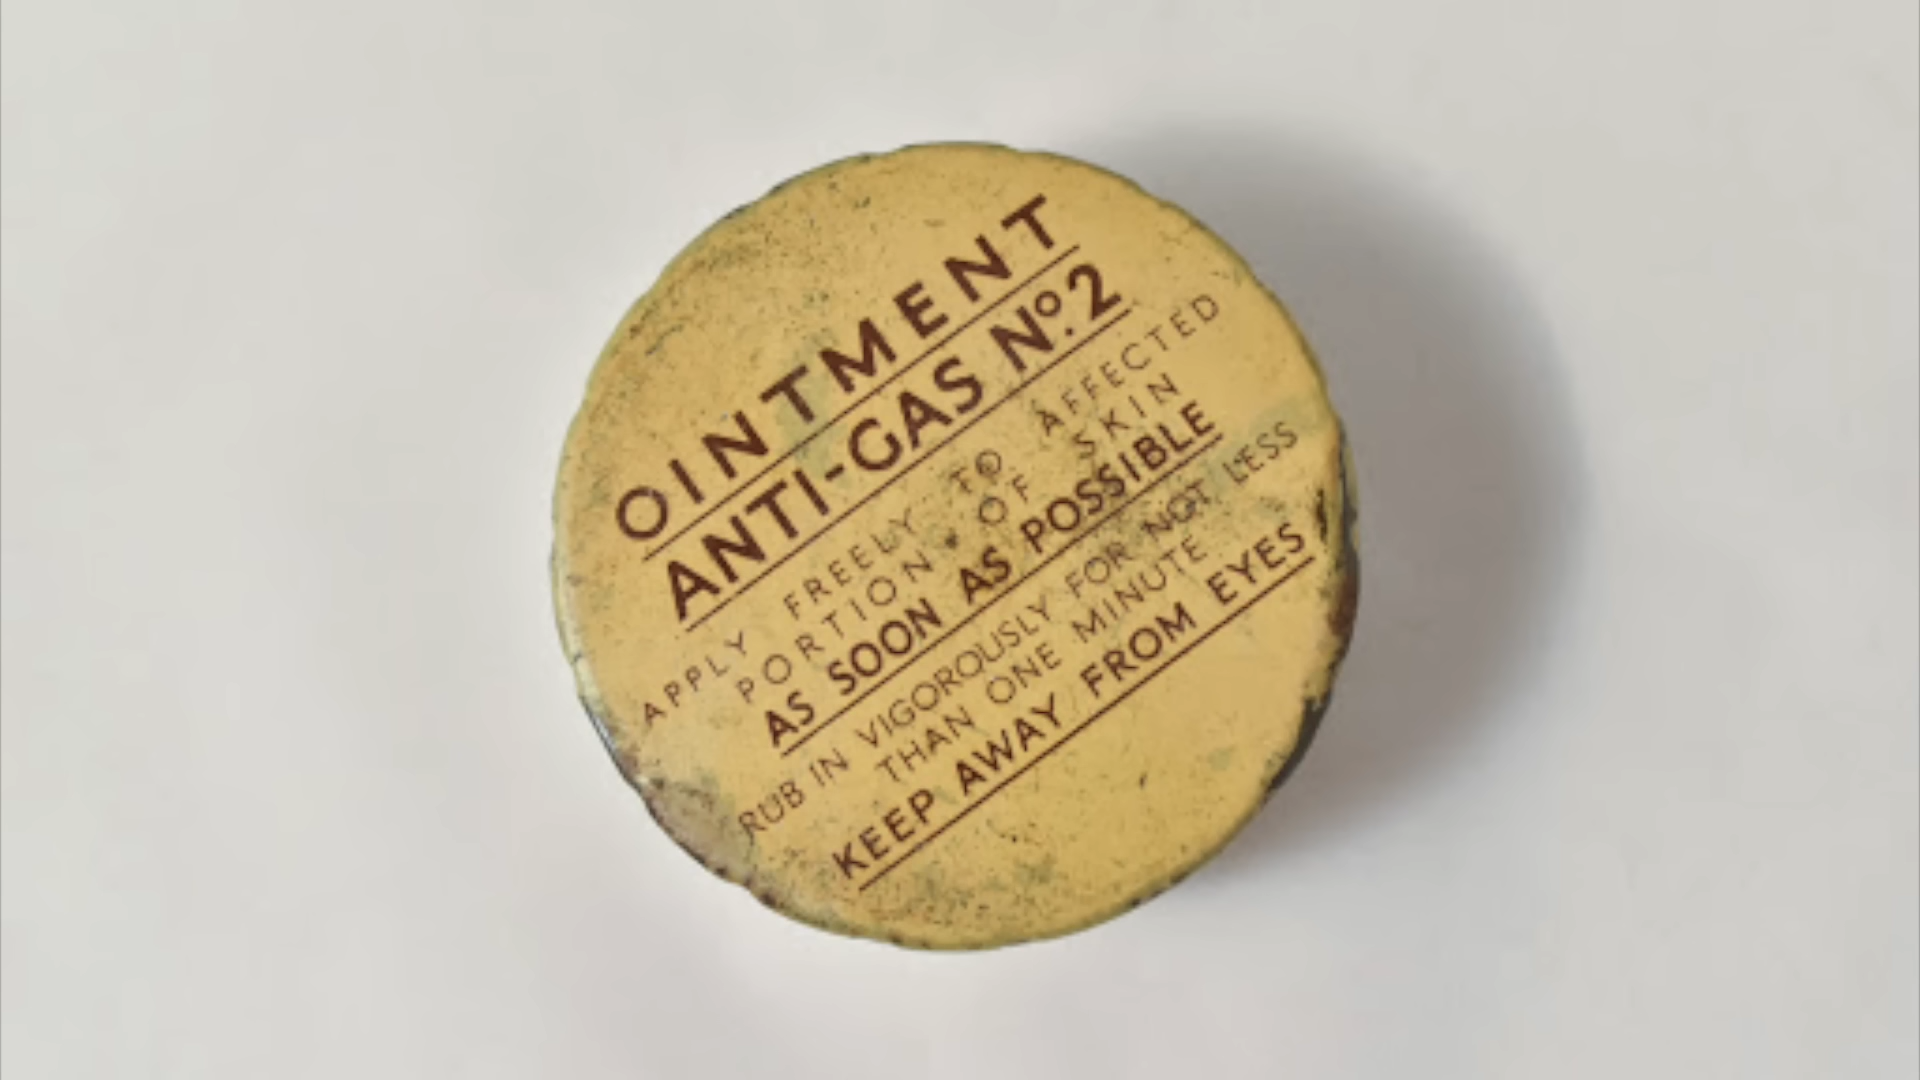 OINTMENT
ANTI-GAS Nº.2
APPLY FREELY TO AFFECTED
PORTION OF SKIN
AS SOON AS POSSIBLE
RUB IN VIGOROUSLY FOR NOT LESS
THAN ONE MINUTE
KEEP AWAY FROM EYES